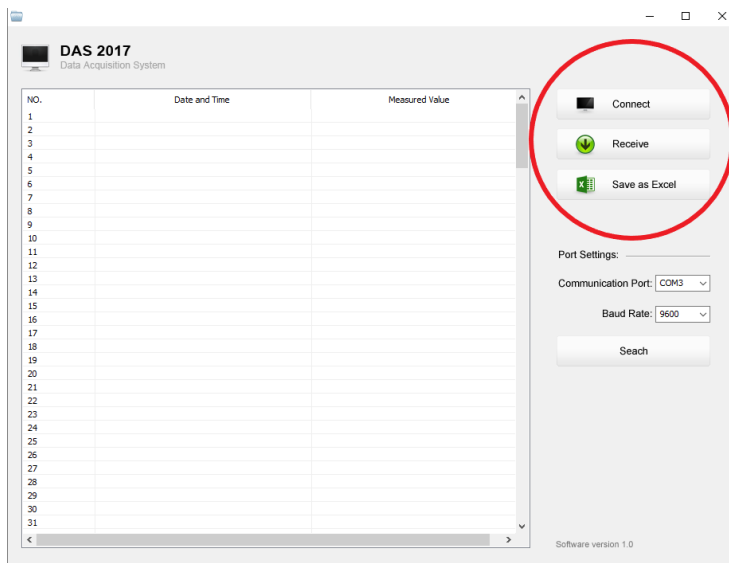 DAS 2017
Data Acquisition System
NO. Date and Time Measured Value
1
2
3
4
5
6
7
8
9
10
11
12
13
14
15
16
17
18
19
20
21
22
23
24
25
26
27
28
29
30
31
Connect
Receive
Save as Excel
Port Settings:
Communication Port: COM3
Baud Rate: 9600
Seach
Software version 1.0